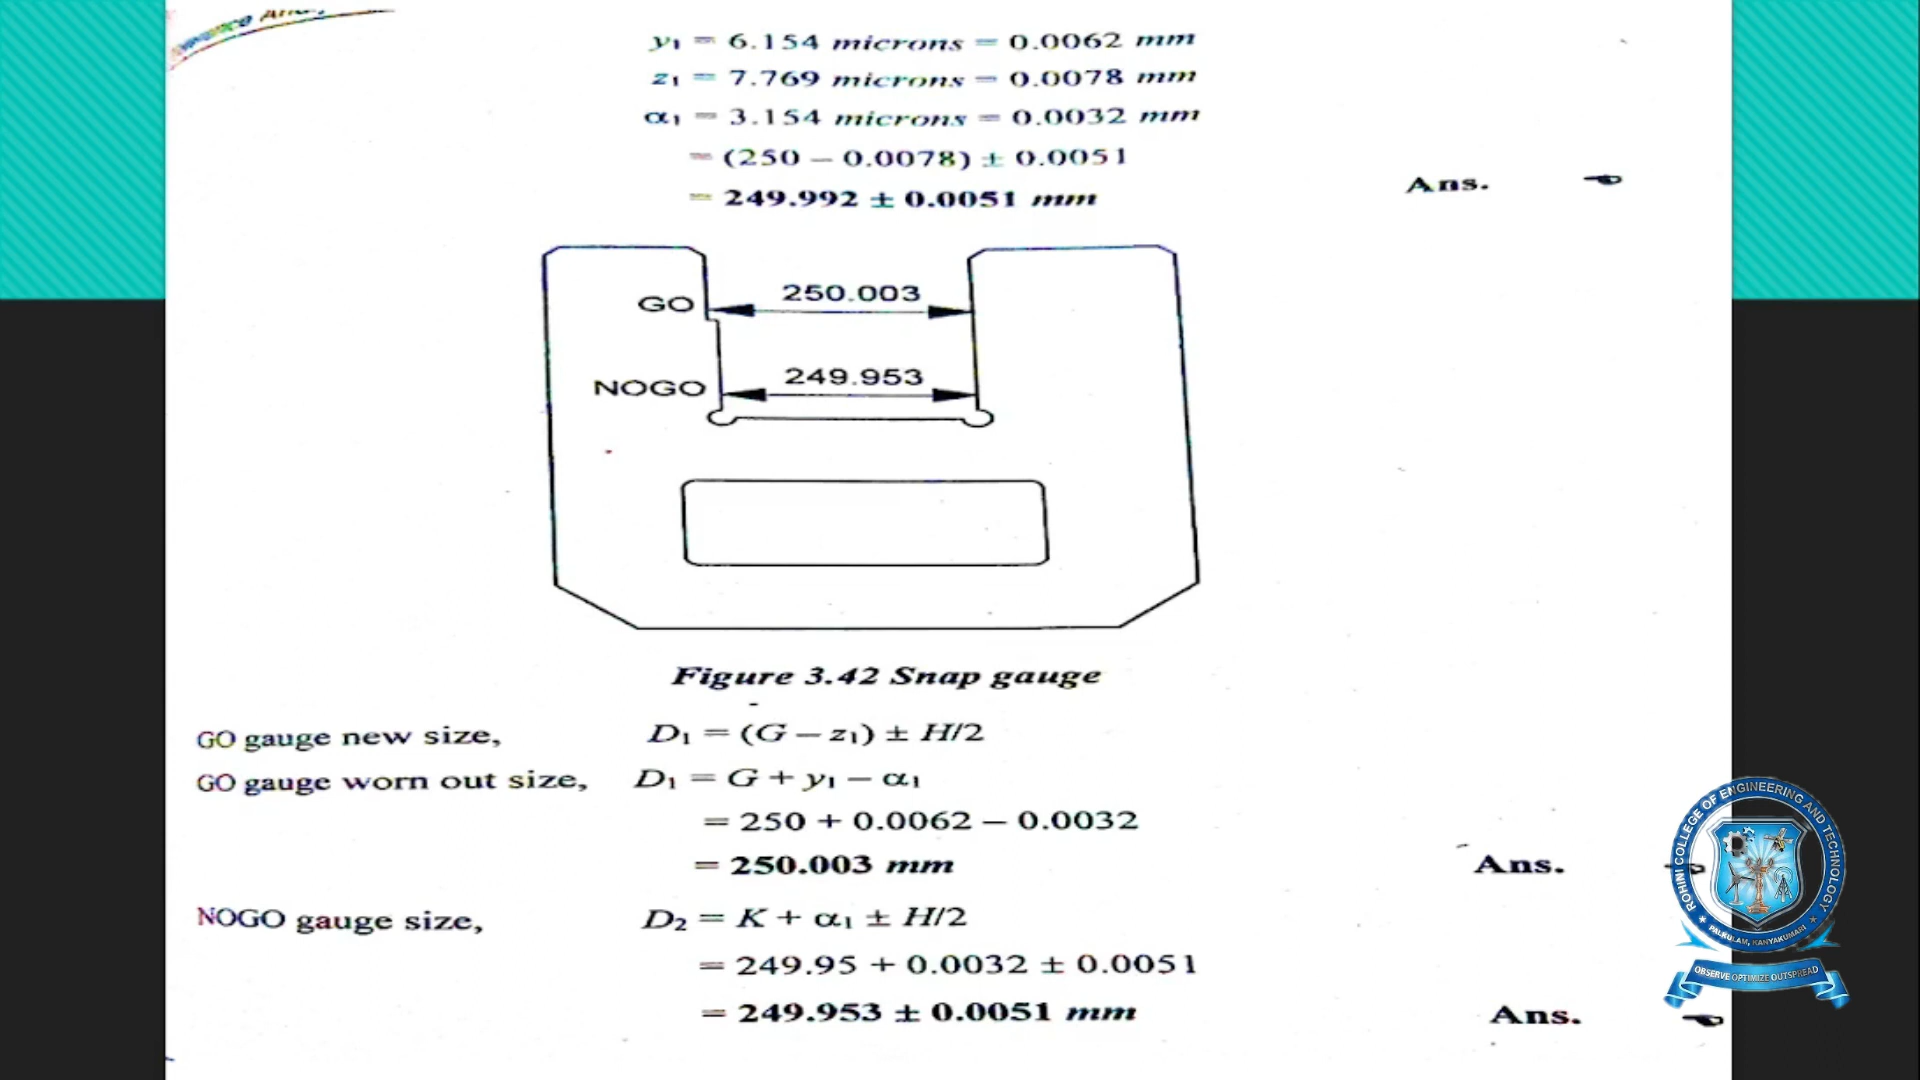 y₁ = 6.154 microns = 0.0062 mm
z₁ = 7.769 microns = 0.0078 mm
α₁ = 3.154 microns = 0.0032 mm
= (250 – 0.0078) ± 0.0051
= 249.992 ± 0.0051 mm Ans.
GO 250.003
NOGO 249.953
Figure 3.42 Snap gauge
GO gauge new size, D₁ = (G – z₁) ± H/2
GO gauge worn out size, D₁ = G + y₁ – α₁
= 250 + 0.0062 – 0.0032
= 250.003 mm Ans.
NOGO gauge size, D₂ = K + α₁ ± H/2
= 249.95 + 0.0032 ± 0.0051
= 249.953 ± 0.0051 mm Ans.
ROHINI COLLEGE OF ENGINEERING AND TECHNOLOGY
PALKULAM, KANYAKUMARI
OBSERVE OPTIMIZE OUTSPREAD